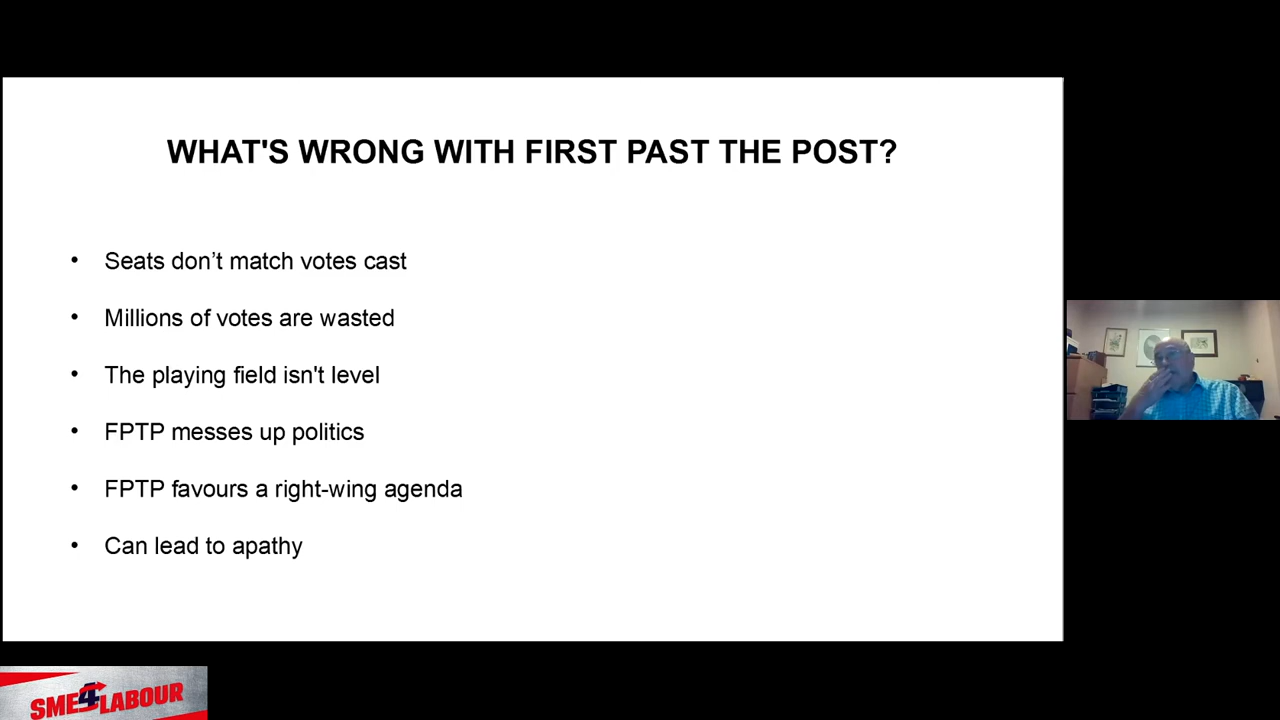 WHAT'S WRONG WITH FIRST PAST THE POST?
• Seats don’t match votes cast
• Millions of votes are wasted
• The playing field isn't level
• FPTP messes up politics
• FPTP favours a right-wing agenda
• Can lead to apathy
SME4LABOUR